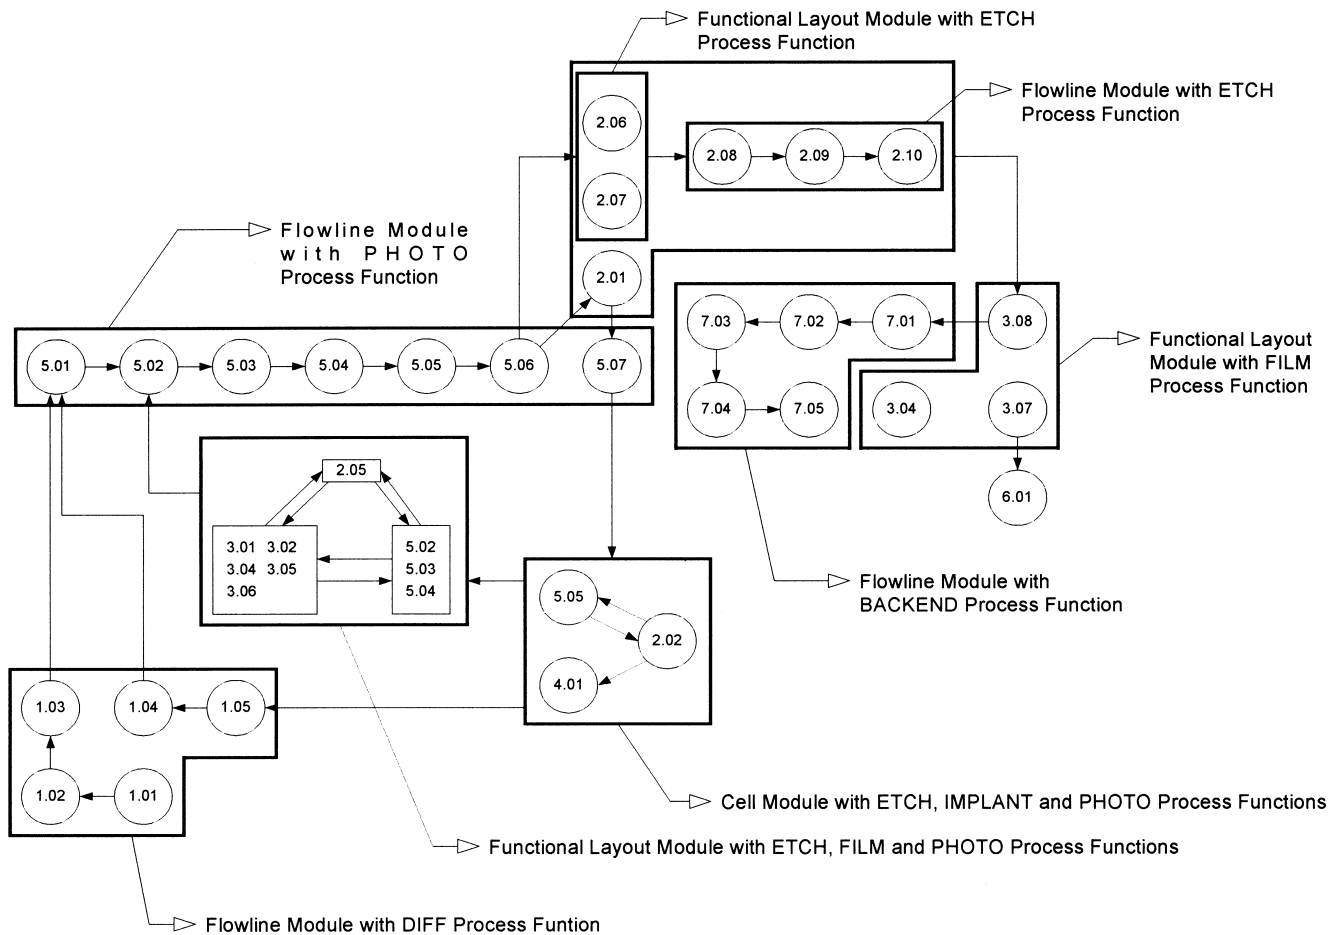 Functional Layout Module with ETCH
Process Function
Flowline Module with ETCH
Process Function
2.06
2.08 2.09 2.10
2.07
Flowline Module
with PHOTO
Process Function
2.01
7.03 7.02 7.01 3.08
Functional Layout
Module with FILM
Process Function
5.01 5.02 5.03 5.04 5.05 5.06 5.07
7.04 7.05 3.04 3.07
6.01
2.05
3.01 3.02
3.04 3.05
3.06
5.02
5.03
5.04
Flowline Module with
BACKEND Process Function
5.05
2.02
4.01
1.03 1.04 1.05
1.02 1.01
Cell Module with ETCH, IMPLANT and PHOTO Process Functions
Functional Layout Module with ETCH, FILM and PHOTO Process Functions
Flowline Module with DIFF Process Funtion